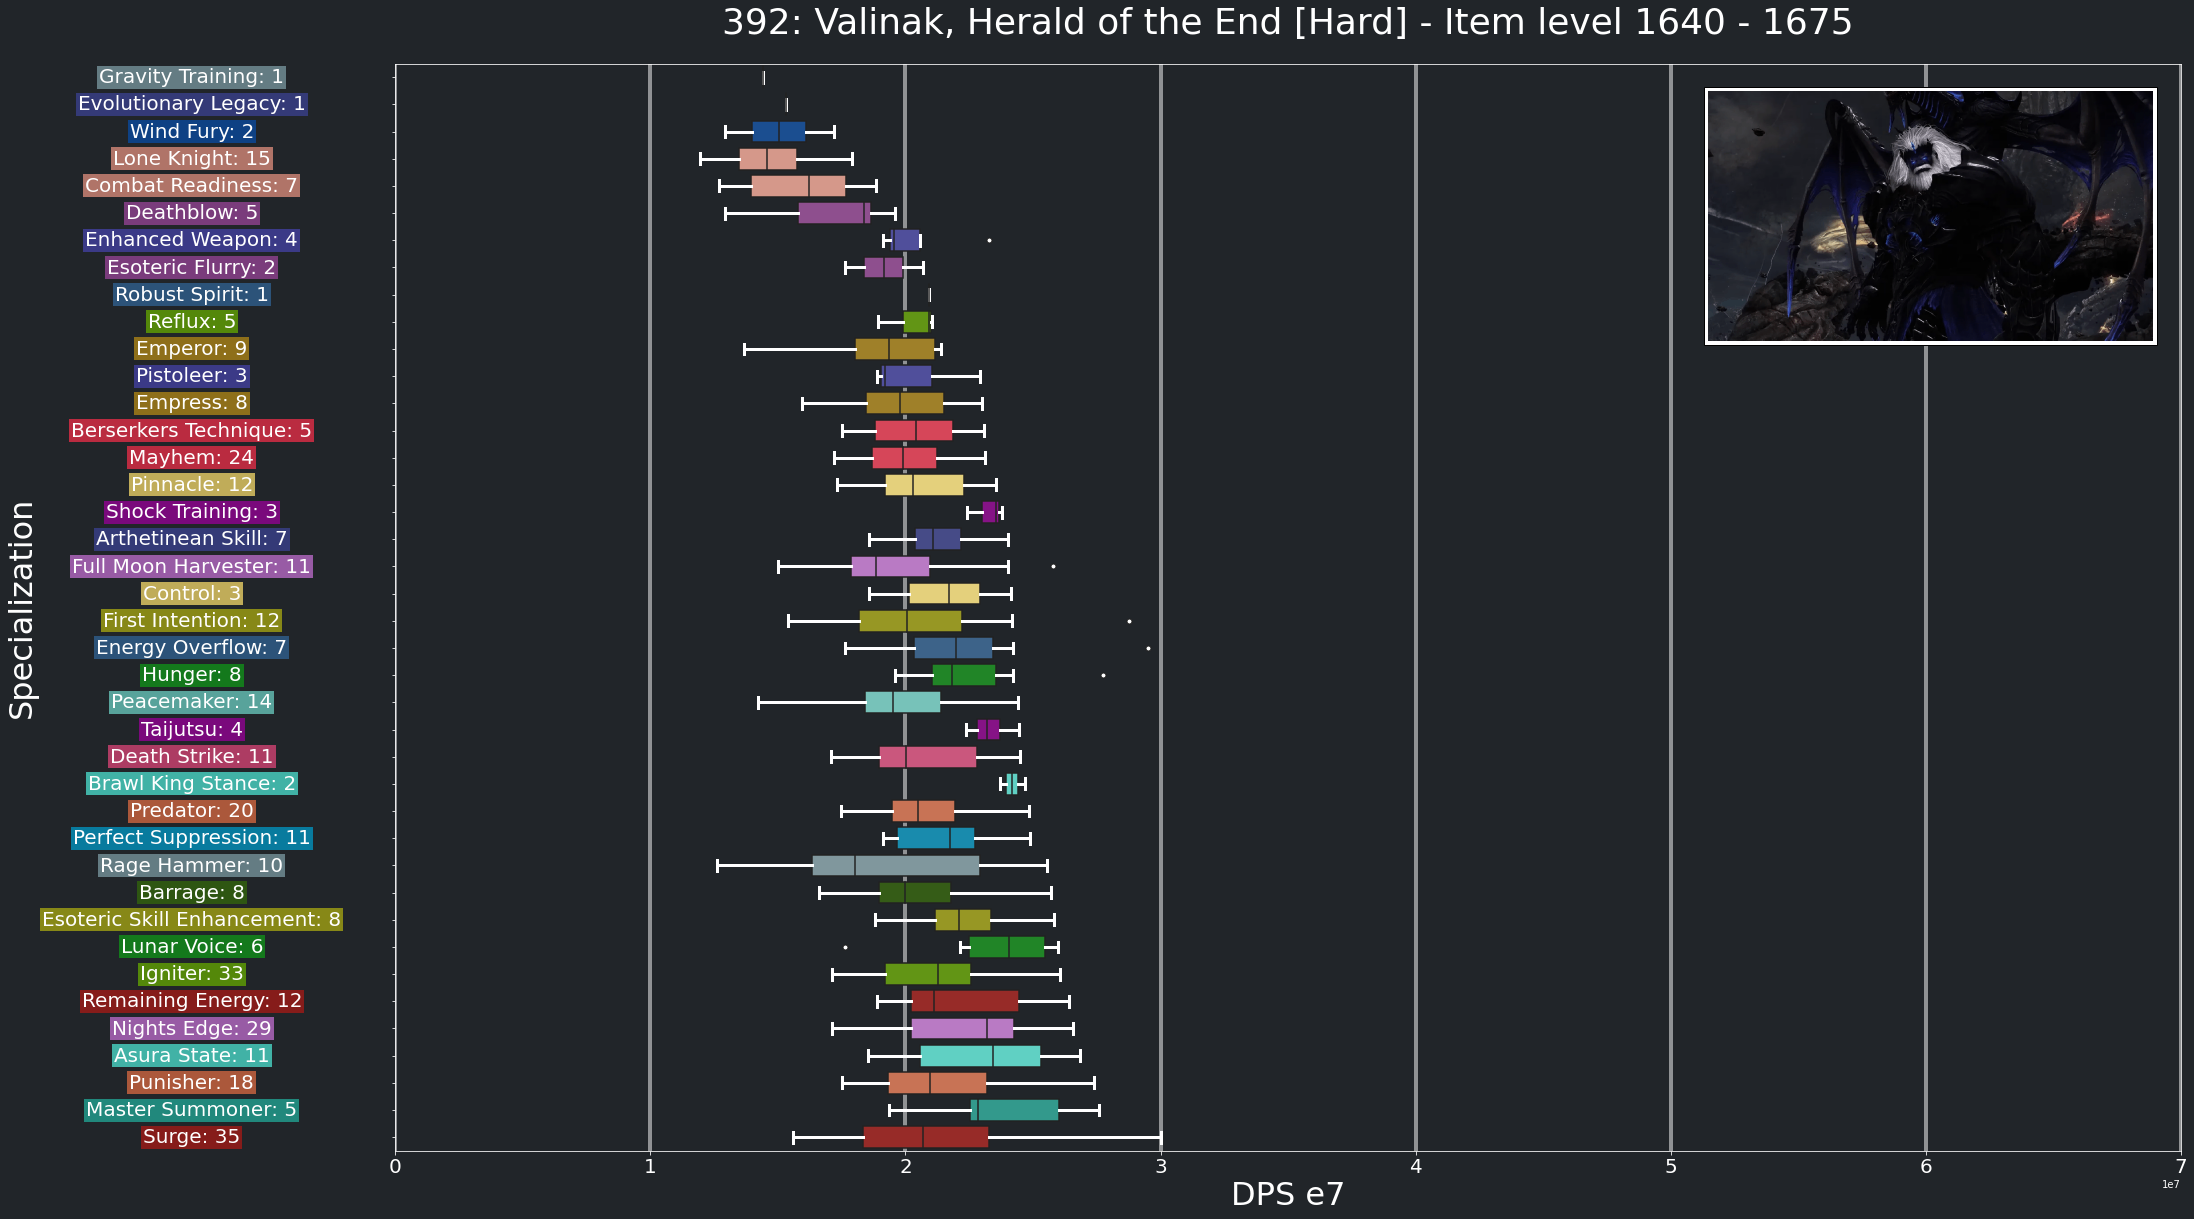 392: Valinak, Herald of the End [Hard] - Item level 1640 - 1675
Specialization
Gravity Training: 1
Evolutionary Legacy: 1
Wind Fury: 2
Lone Knight: 15
Combat Readiness: 7
Deathblow: 5
Enhanced Weapon: 4
Esoteric Flurry: 2
Robust Spirit: 1
Reflux: 5
Emperor: 9
Pistoleer: 3
Empress: 8
Berserkers Technique: 5
Mayhem: 24
Pinnacle: 12
Shock Training: 3
Arthetinean Skill: 7
Full Moon Harvester: 11
Control: 3
First Intention: 12
Energy Overflow: 7
Hunger: 8
Peacemaker: 14
Taijutsu: 4
Death Strike: 11
Brawl King Stance: 2
Predator: 20
Perfect Suppression: 11
Rage Hammer: 10
Barrage: 8
Esoteric Skill Enhancement: 8
Lunar Voice: 6
Igniter: 33
Remaining Energy: 12
Nights Edge: 29
Asura State: 11
Punisher: 18
Master Summoner: 5
Surge: 35
0 1 2 3 4 5 6 7
1e7
DPS e7